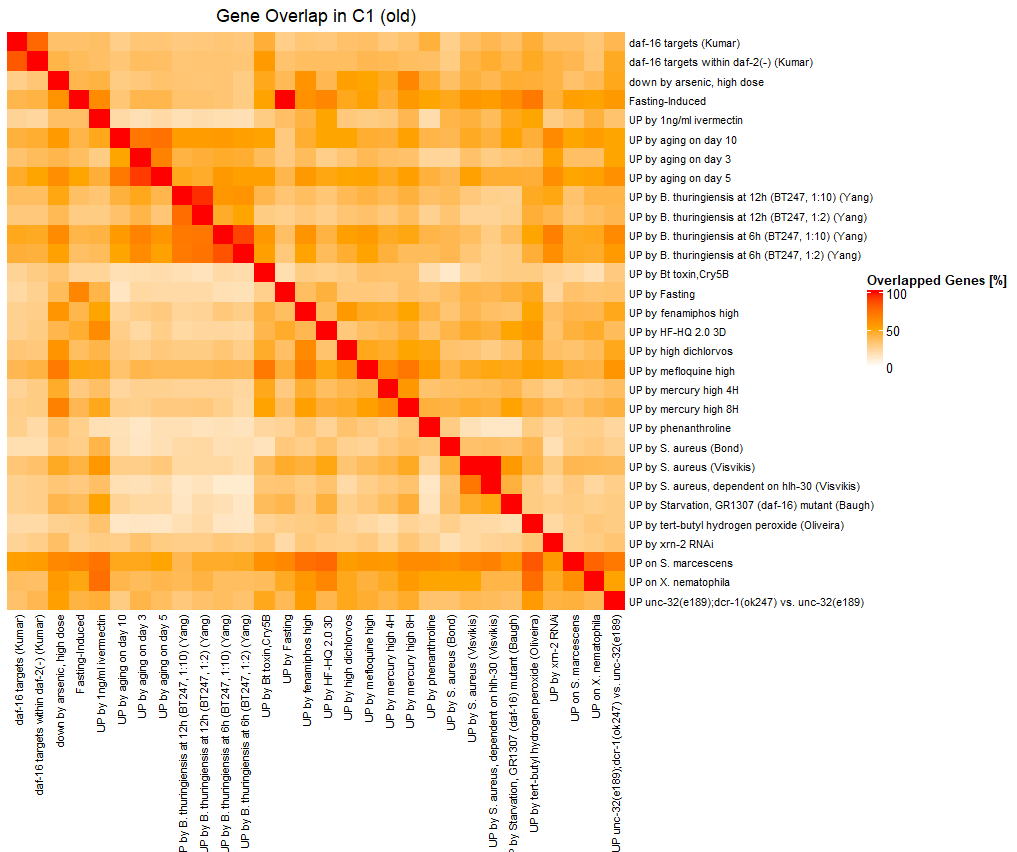 Gene Overlap in C1 (old)
daf-16 targets (Kumar)
daf-16 targets within daf-2(-) (Kumar)
down by arsenic, high dose
Fasting-Induced
UP by 1ng/ml ivermectin
UP by aging on day 10
UP by aging on day 3
UP by aging on day 5
UP by B. thuringiensis at 12h (BT247, 1:10) (Yang)
UP by B. thuringiensis at 12h (BT247, 1:2) (Yang)
UP by B. thuringiensis at 6h (BT247, 1:10) (Yang)
UP by B. thuringiensis at 6h (BT247, 1:2) (Yang)
UP by Bt toxin,Cry5B
UP by Fasting
UP by fenamiphos high
UP by HF-HQ 2.0 3D
UP by high dichlorvos
UP by mefloquine high
UP by mercury high 4H
UP by mercury high 8H
UP by phenanthroline
UP by S. aureus (Bond)
UP by S. aureus (Visvikis)
UP by S. aureus, dependent on hlh-30 (Visvikis)
UP by Starvation, GR1307 (daf-16) mutant (Baugh)
UP by tert-butyl hydrogen peroxide (Oliveira)
UP by xrn-2 RNAi
UP on S. marcescens
UP on X. nematophila
UP unc-32(e189);dcr-1(ok247) vs. unc-32(e189)
Overlapped Genes [%]
100
50
0
daf-16 targets (Kumar)
daf-16 targets within daf-2(-) (Kumar)
down by arsenic, high dose
Fasting-Induced
UP by 1ng/ml ivermectin
UP by aging on day 10
UP by aging on day 3
UP by aging on day 5
P by B. thuringiensis at 12h (BT247, 1:10) (Yang)
UP by B. thuringiensis at 12h (BT247, 1:2) (Yang)
UP by B. thuringiensis at 6h (BT247, 1:10) (Yang)
UP by B. thuringiensis at 6h (BT247, 1:2) (Yang)
UP by Bt toxin,Cry5B
UP by Fasting
UP by fenamiphos high
UP by HF-HQ 2.0 3D
UP by high dichlorvos
UP by mefloquine high
UP by mercury high 4H
UP by mercury high 8H
UP by phenanthroline
UP by S. aureus (Bond)
UP by S. aureus (Visvikis)
UP by S. aureus, dependent on hlh-30 (Visvikis)
P by Starvation, GR1307 (daf-16) mutant (Baugh)
UP by tert-butyl hydrogen peroxide (Oliveira)
UP by xrn-2 RNAi
UP on S. marcescens
UP on X. nematophila
UP unc-32(e189);dcr-1(ok247) vs. unc-32(e189)